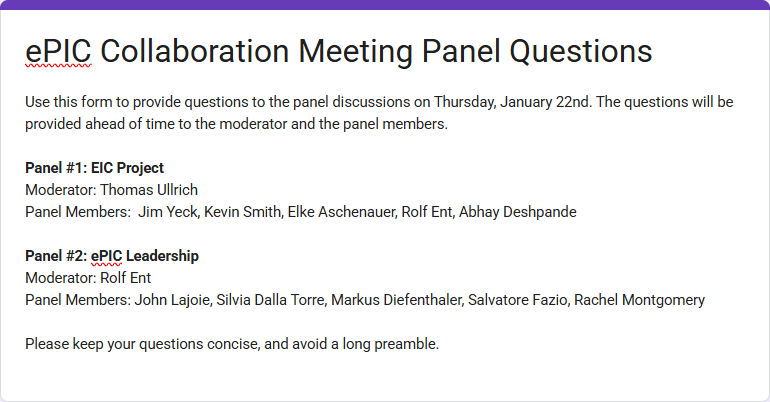 ePIC Collaboration Meeting Panel Questions
Use this form to provide questions to the panel discussions on Thursday, January 22nd. The questions will be
provided ahead of time to the moderator and the panel members.
Panel #1: EIC Project
Moderator: Thomas Ullrich
Panel Members:  Jim Yeck, Kevin Smith, Elke Aschenauer, Rolf Ent, Abhay Deshpande
Panel #2: ePIC Leadership
Moderator: Rolf Ent
Panel Members: John Lajoie, Silvia Dalla Torre, Markus Diefenthaler, Salvatore Fazio, Rachel Montgomery
Please keep your questions concise, and avoid a long preamble.